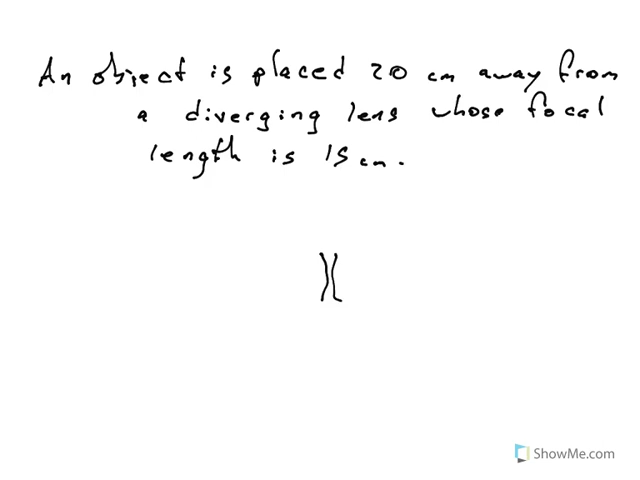 An object is placed 20 cm away from
a diverging lens whose focal
length is 15 cm.
ShowMe.com